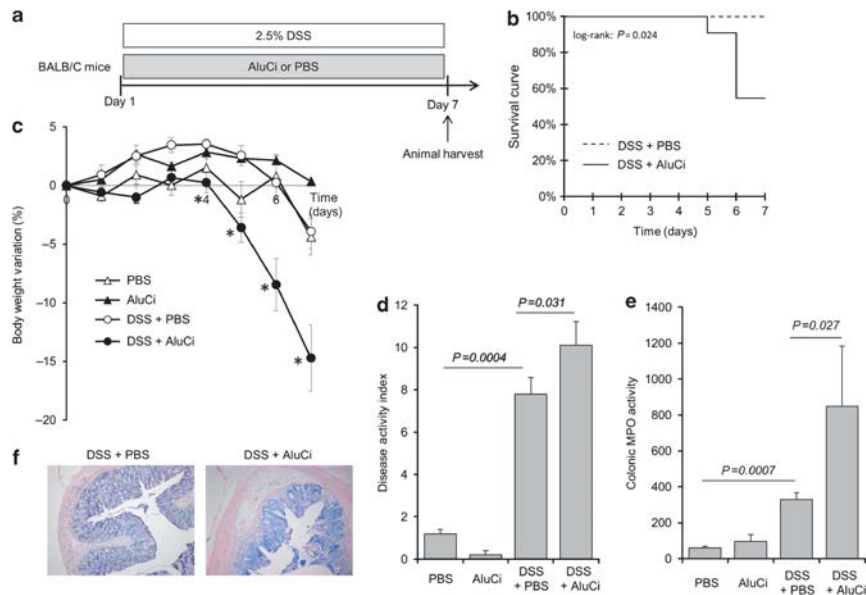 a
2.5% DSS
BALB/C mice
AluCi or PBS
Day 1
Day 7
Animal harvest
b
100%
80%
60%
40%
20%
0%
20%
Survival curve
log-rank: P = 0.024
DSS + PBS
DSS + AluCi
0 1 2 3 4 5 6 7
Time (days)
c
5
0
−5
−10
−15
−20
Body weight variation (%)
0
*4
6
Time
(days)
*
*
*
PBS
AluCi
DSS + PBS
DSS + AluCi
d
12
10
8
6
4
2
0
Disease activity index
P=0.0004
P=0.031
PBS
AluCi
DSS
+ PBS
DSS
+ AluCi
e
1400
1200
1000
800
600
400
200
0
Colonic MPO activity
P=0.0007
P=0.027
PBS
AluCi
DSS
+ PBS
DSS
+ AluCi
f
DSS + PBS
DSS + AluCi